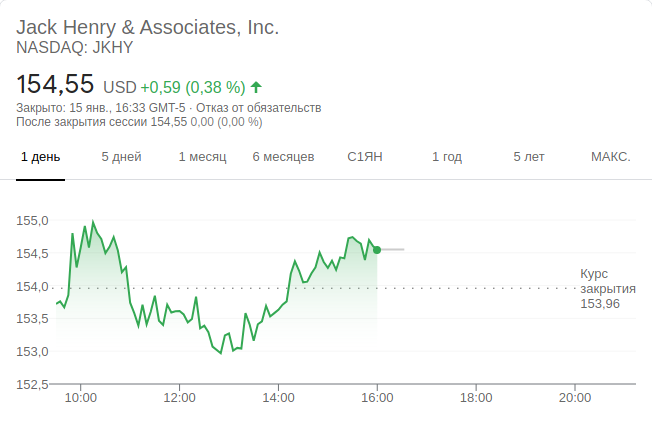 Jack Henry & Associates, Inc.
NASDAQ: JKHY
154,55 USD +0,59 (0,38 %)
Закрыто: 15 янв., 16:33 GMT-5 · Отказ от обязательств
После закрытия сессии 154,55 0,00 (0,00 %)
1 день 5 дней 1 месяц 6 месяцев С1ЯН 1 год 5 лет МАКС.
155,0
154,5
154,0
153,5
153,0
152,5
Курс
закрытия
153,96
10:00 12:00 14:00 16:00 18:00 20:00